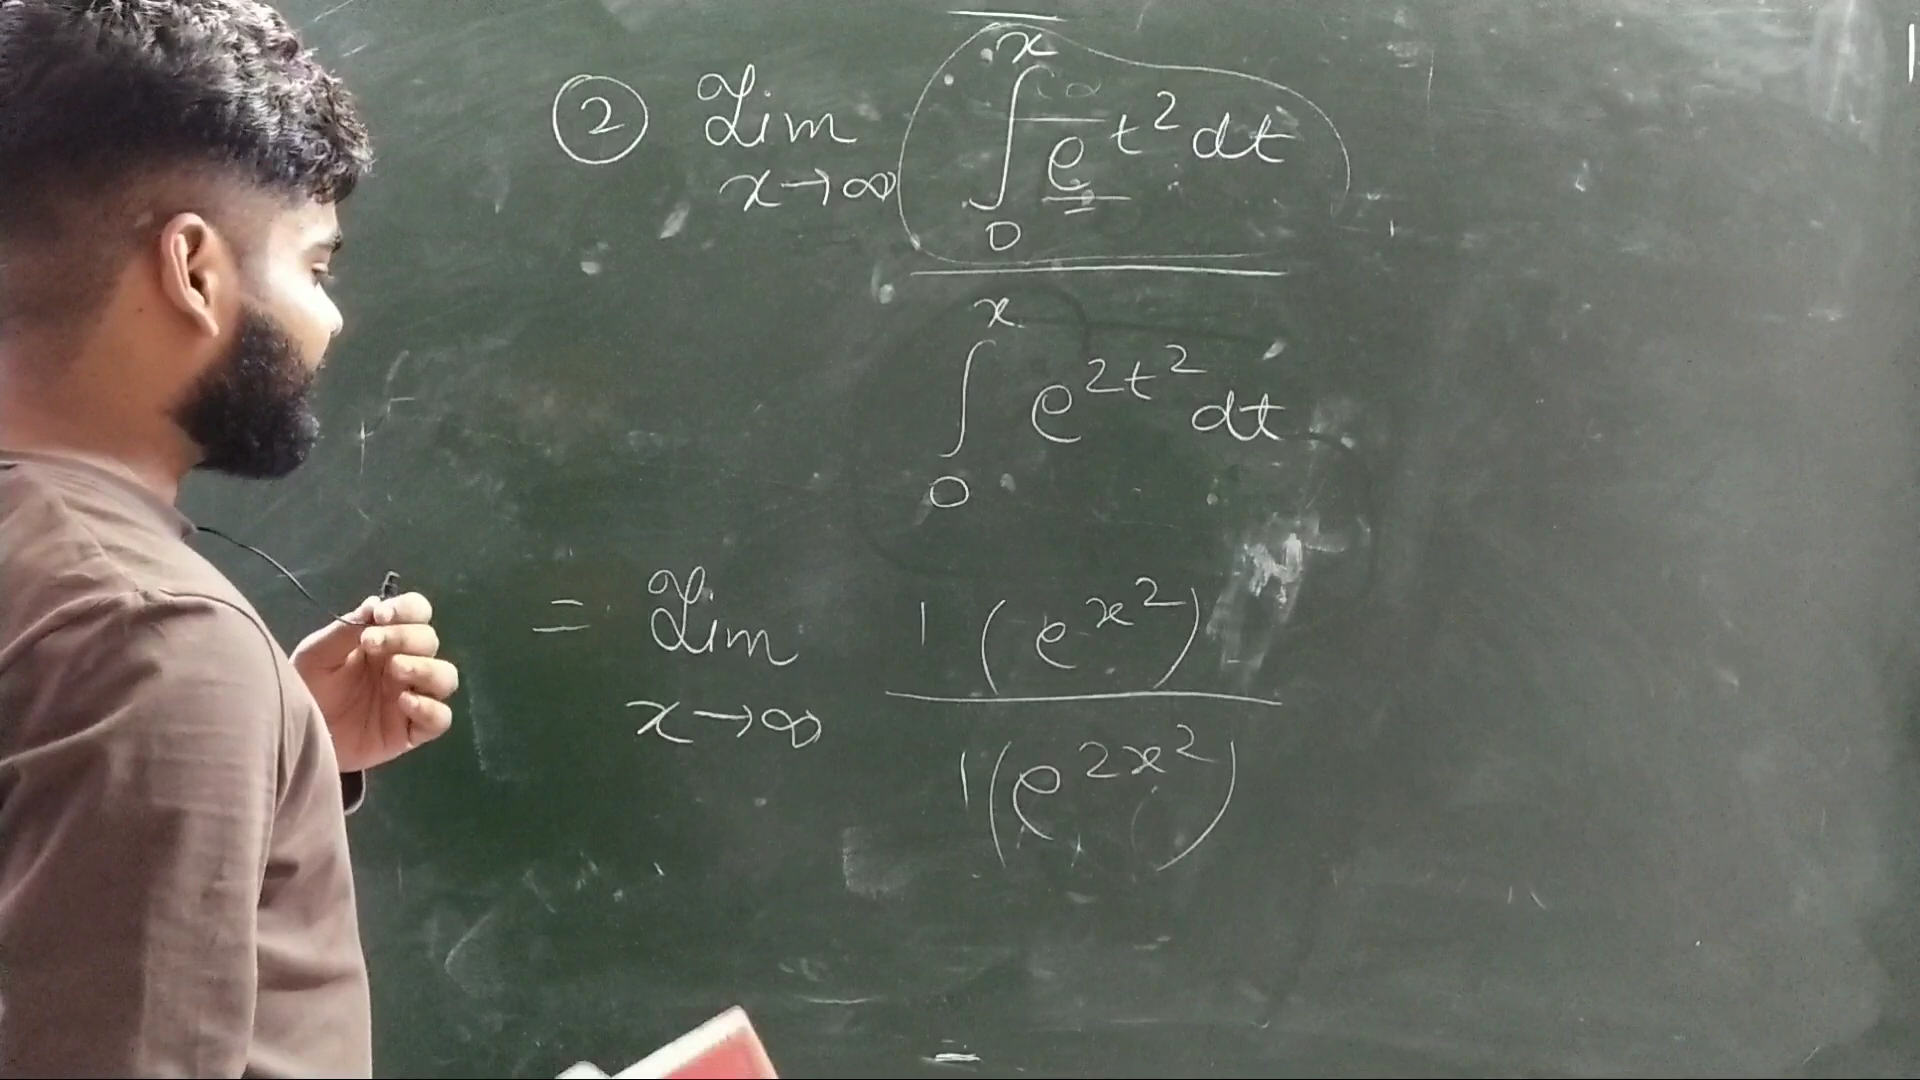 ② Lim x→∞ ∫₀ˣ e^t² dt
∫₀ˣ e^2t² dt
= Lim x→∞ 1 (e^x²)
1 (e^2x²)